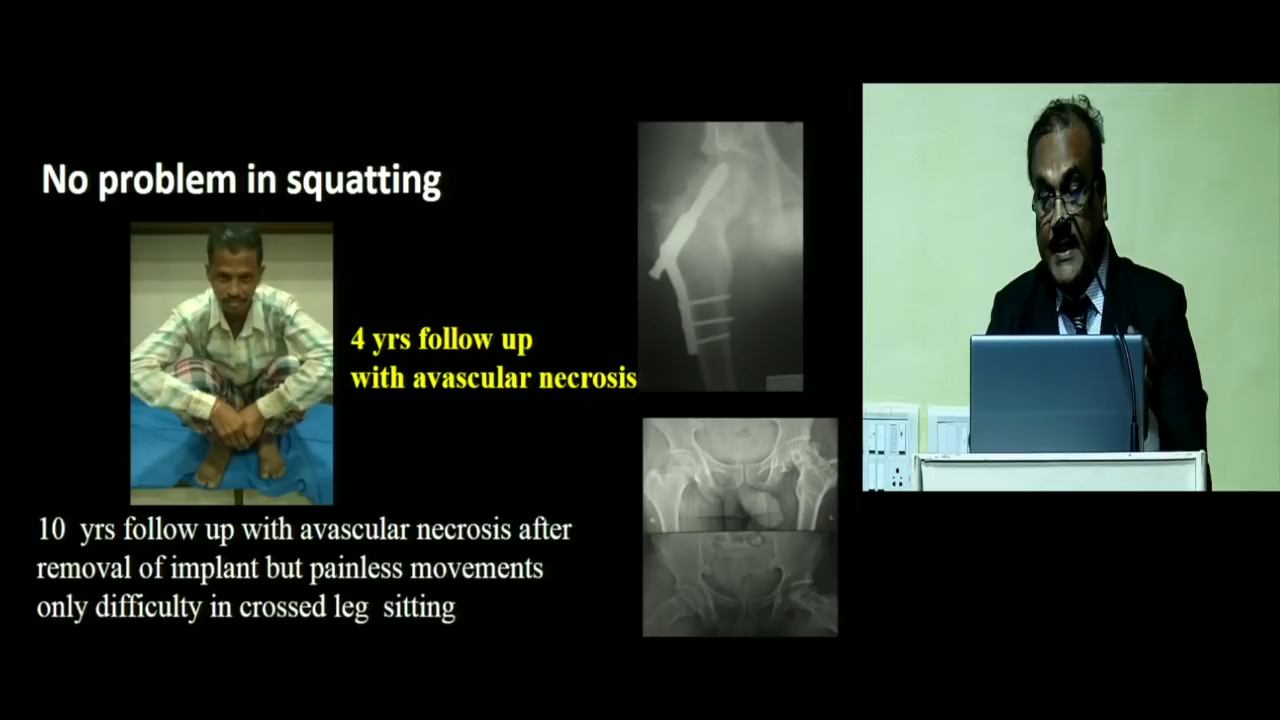 No problem in squatting
4 yrs follow up
with avascular necrosis
10 yrs follow up with avascular necrosis after
removal of implant but painless movements
only difficulty in crossed leg sitting